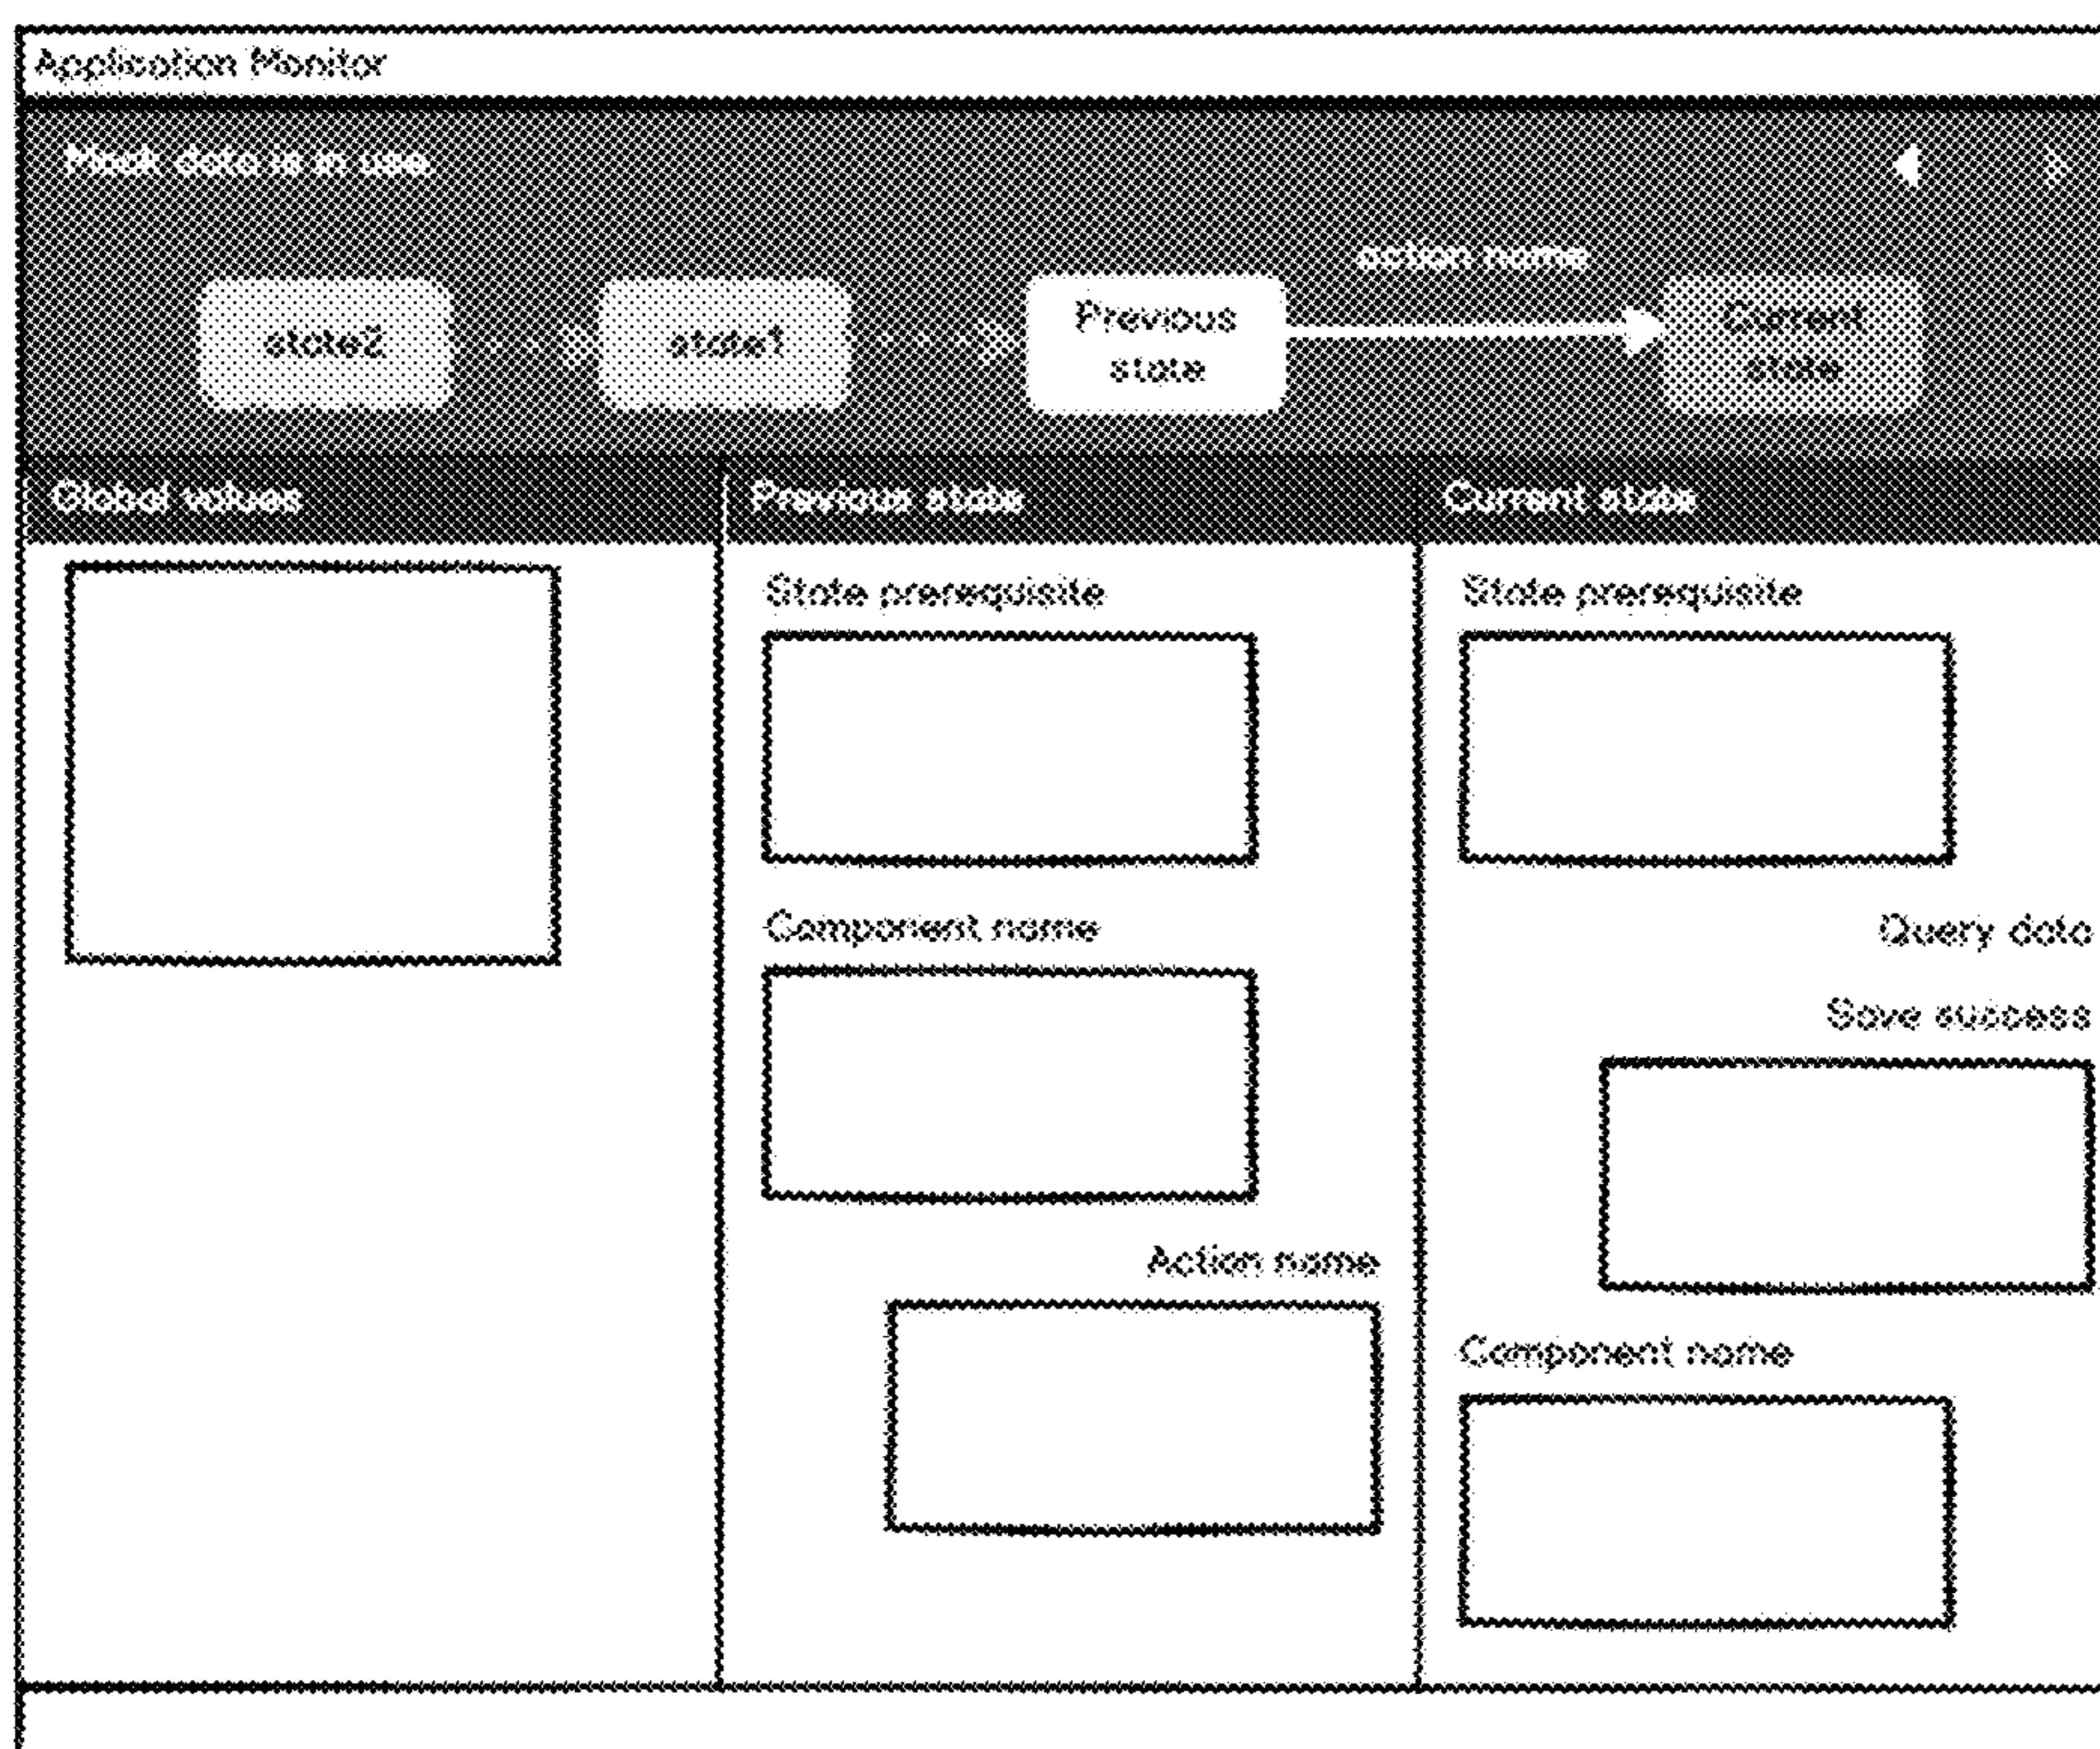 Application Monitor
Mock data is in use
action name
state2
state1
Previous
state
Current
state
Global values
Previous state
Current state
State prerequisite
State prerequisite
Component name
Query data
Save success
Action name
Component name